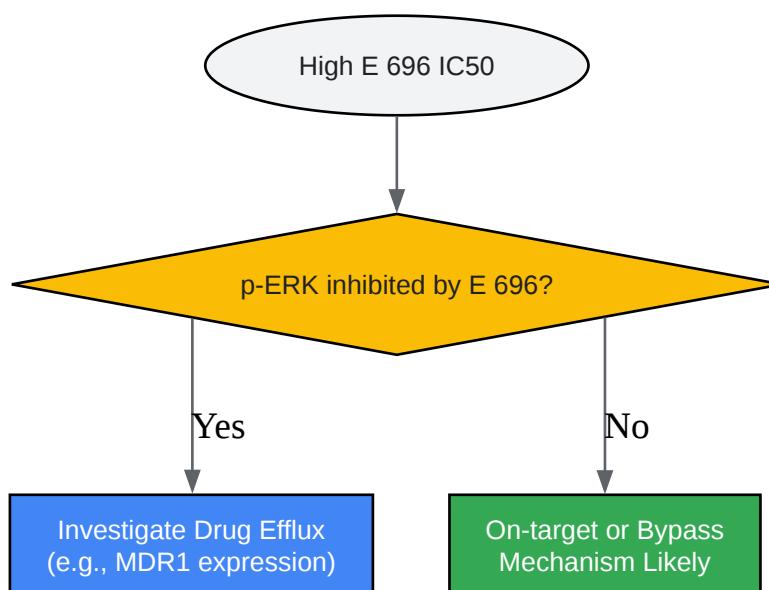 High E 696 IC50
p-ERK inhibited by E 696?
Yes
No
Investigate Drug Efflux
(e.g., MDR1 expression)
On-target or Bypass
Mechanism Likely